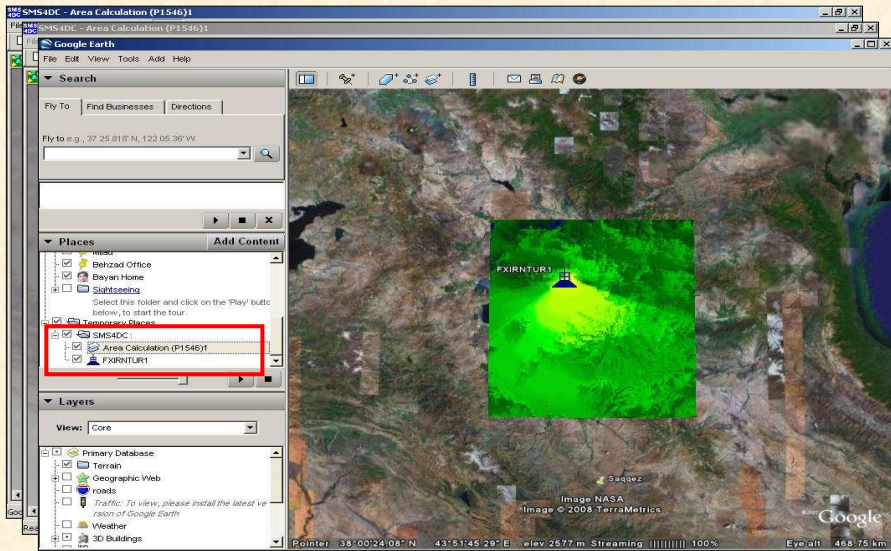 SMS4DC - Area Calculation (P1546)1
SMS4DC - Area Calculation (P1546)1
Google Earth
File Edit View Tools Add Help
Search
Fly To Find Businesses Directions
Fly to e.g., 37 25.818' N, 122 05.36' W
Places Add Content
Milad
Behzad Office
Bayan Home
Sightseeing
Select this folder and click on the 'Play' butto
below, to start the tour.
Temporary Places
SMS4DC :
Area Calculation (P1546)1
FXIRNTUR1
Layers
View: Core
Primary Database
Terrain
Geographic Web
roads
Traffic: To view, please install the latest ve
rsion of Google Earth
Weather
3D Buildings
FXIRNTUR1
Saqqez
Image NASA
Image © 2008 TerraMetrics
Google
Pointer 38°00'24.08" N 43°51'45.29" E elev 2577 m Streaming |||||||||| 100% Eye alt 468.75 km